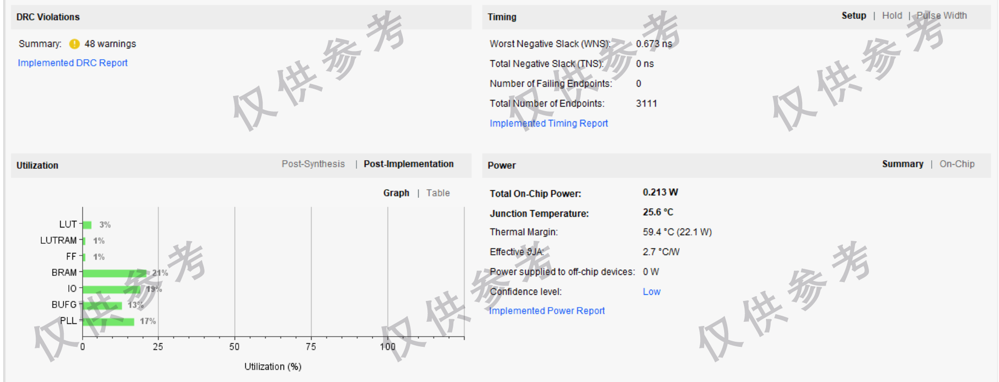 DRC Violations
Summary: 48 warnings
Implemented DRC Report
Timing
Setup | Hold | Pulse Width
Worst Negative Slack (WNS): 0.673 ns
Total Negative Slack (TNS): 0 ns
Number of Failing Endpoints: 0
Total Number of Endpoints: 3111
Implemented Timing Report
Utilization
Post-Synthesis | Post-Implementation
Graph | Table
LUT 3%
LUTRAM 1%
FF 1%
BRAM 21%
IO 19%
BUFG 13%
PLL 17%
0 25 50 75 100
Utilization (%)
Power
Summary | On-Chip
Total On-Chip Power: 0.213 W
Junction Temperature: 25.6 °C
Thermal Margin: 59.4 °C (22.1 W)
Effective ϑJA: 2.7 °C/W
Power supplied to off-chip devices: 0 W
Confidence level: Low
Implemented Power Report
仅供参考
仅供参考
仅供参考
仅供参考
仅供参考
仅供参考